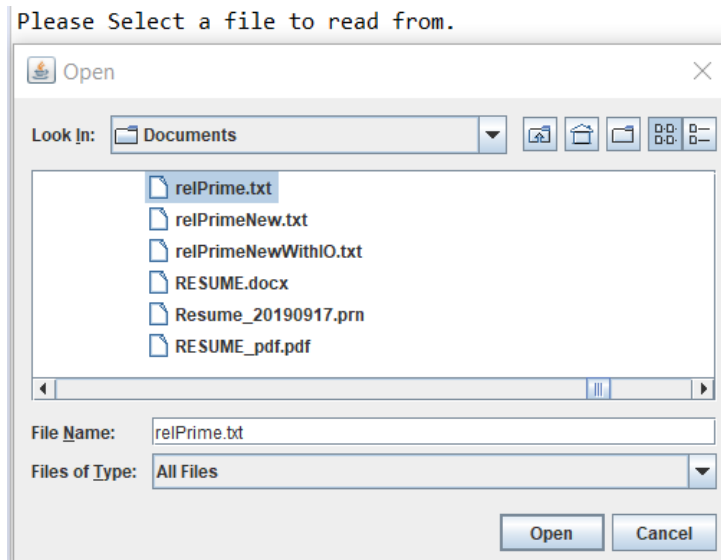 Please Select a file to read from.
Open
Look In: Documents
relPrime.txt
relPrimeNew.txt
relPrimeNewWithIO.txt
RESUME.docx
Resume_20190917.prn
RESUME_pdf.pdf
File Name: relPrime.txt
Files of Type: All Files
Open Cancel